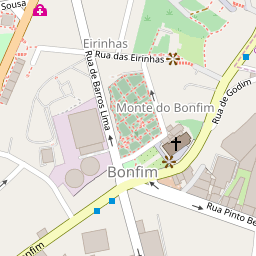 Sousa
Eirinhas
Rua das Eirinhas
Rua de Barros Lima
Monte do Bonfim
Rua de Godim
Bonfim
Rua Pinto Be
Bonfim